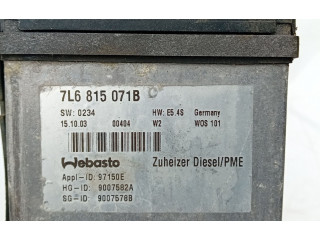 7L6 815 071B C
SW: 0234 HW: E5.4S Germany
15.10.03 00404 W2 WOS 101
Webasto Zuheizer Diesel/PME
Appl-ID: 97150E
HG-ID: 9007582A
SG-ID: 9007578B